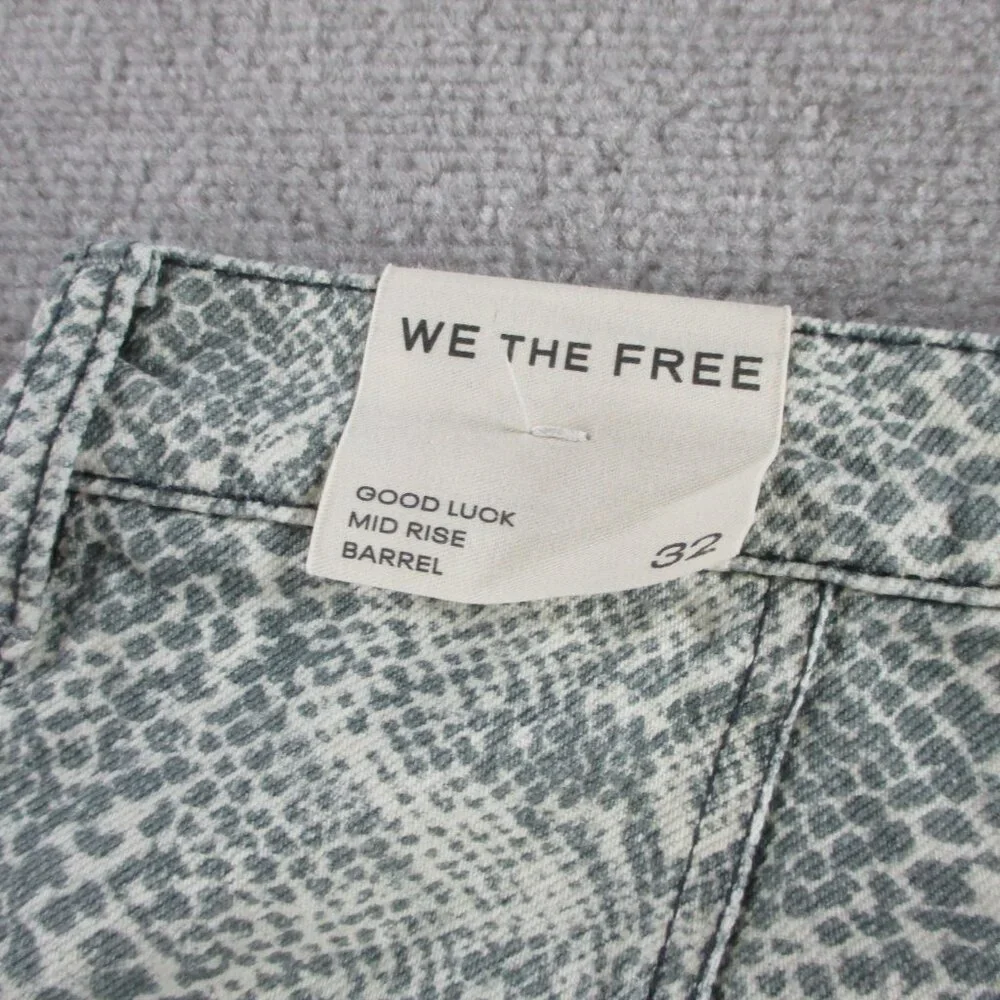 WE THE FREE
GOOD LUCK
MID RISE
BARREL
32